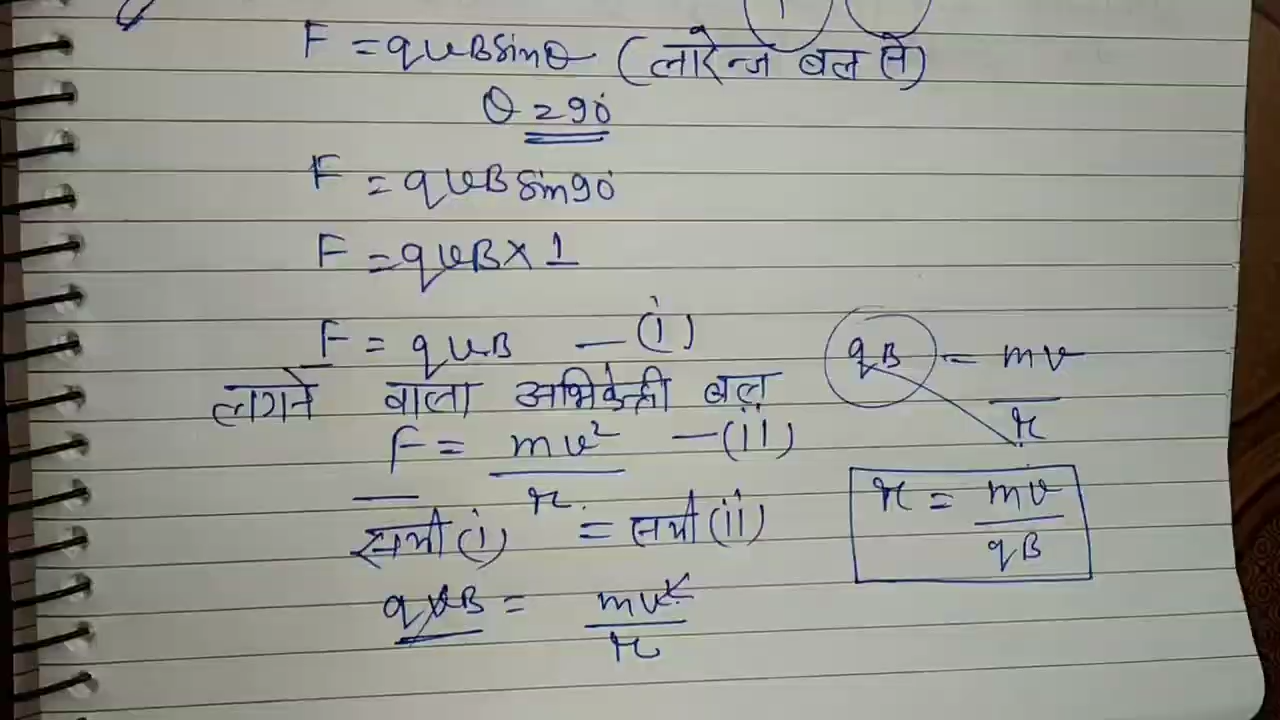 F = qvB sinθ (लारेन्ज बल से)
θ = 90°
F = qvB sin90°
F = qvB × 1
F = qvB — (i)
लगने वाला अभिकेन्द्री बल
F = mv²/r — (ii)
समी (i) = समी (ii)
qvB = mv²/r
qB = mv/r
r = mv/qB